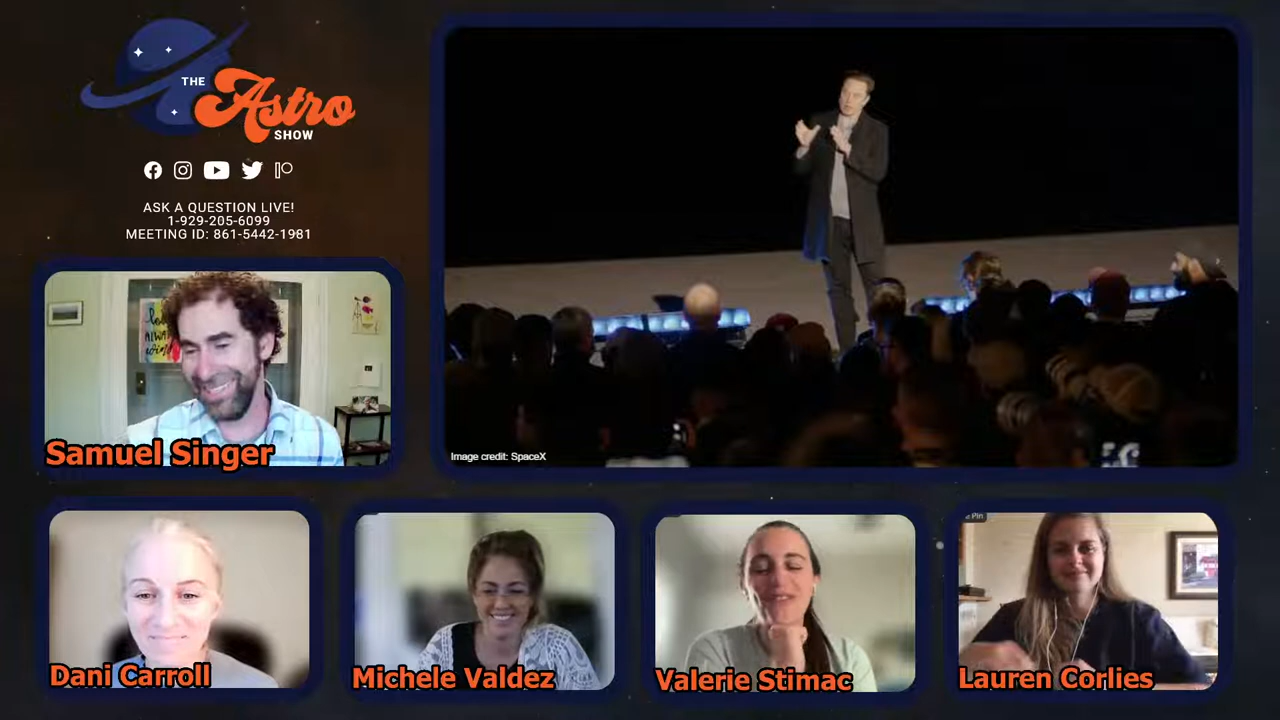 THE
Astro
SHOW
ASK A QUESTION LIVE!
1-929-205-6099
MEETING ID: 861-5442-1981
Samuel Singer
Image credit: SpaceX
Pin
Dani Carroll
Michele Valdez
Valerie Stimac
Lauren Corlies